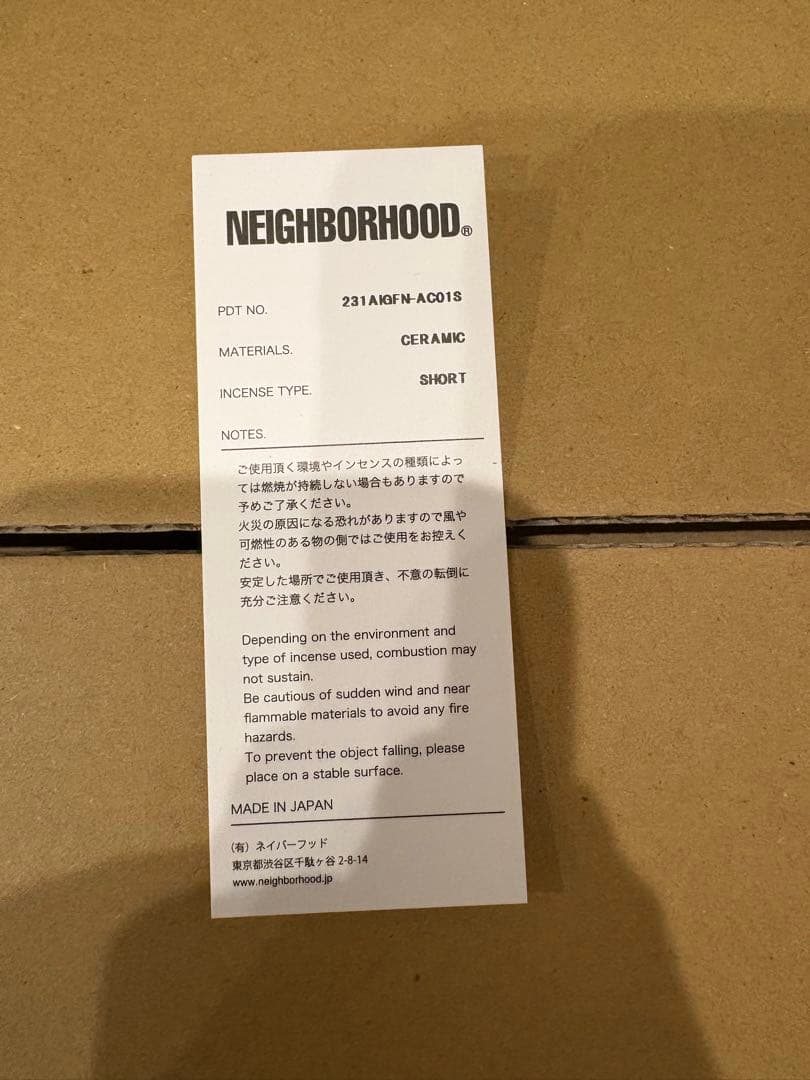 NEIGHBORHOOD®
PDT NO. 231AIGFN-AC01S
MATERIALS. CERAMIC
INCENSE TYPE. SHORT
NOTES.
ご使用頂く環境やインセンスの種類によっ
ては燃焼が持続しない場合もありますので
予めご了承ください。
火災の原因になる恐れがありますので風や
可燃性のある物の側ではご使用をお控えく
ださい。
安定した場所でご使用頂き、不意の転倒に
充分ご注意ください。
Depending on the environment and
type of incense used, combustion may
not sustain.
Be cautious of sudden wind and near
flammable materials to avoid any fire
hazards.
To prevent the object falling, please
place on a stable surface.
MADE IN JAPAN
(有) ネイバーフッド
東京都渋谷区千駄ヶ谷 2-8-14
www.neighborhood.jp